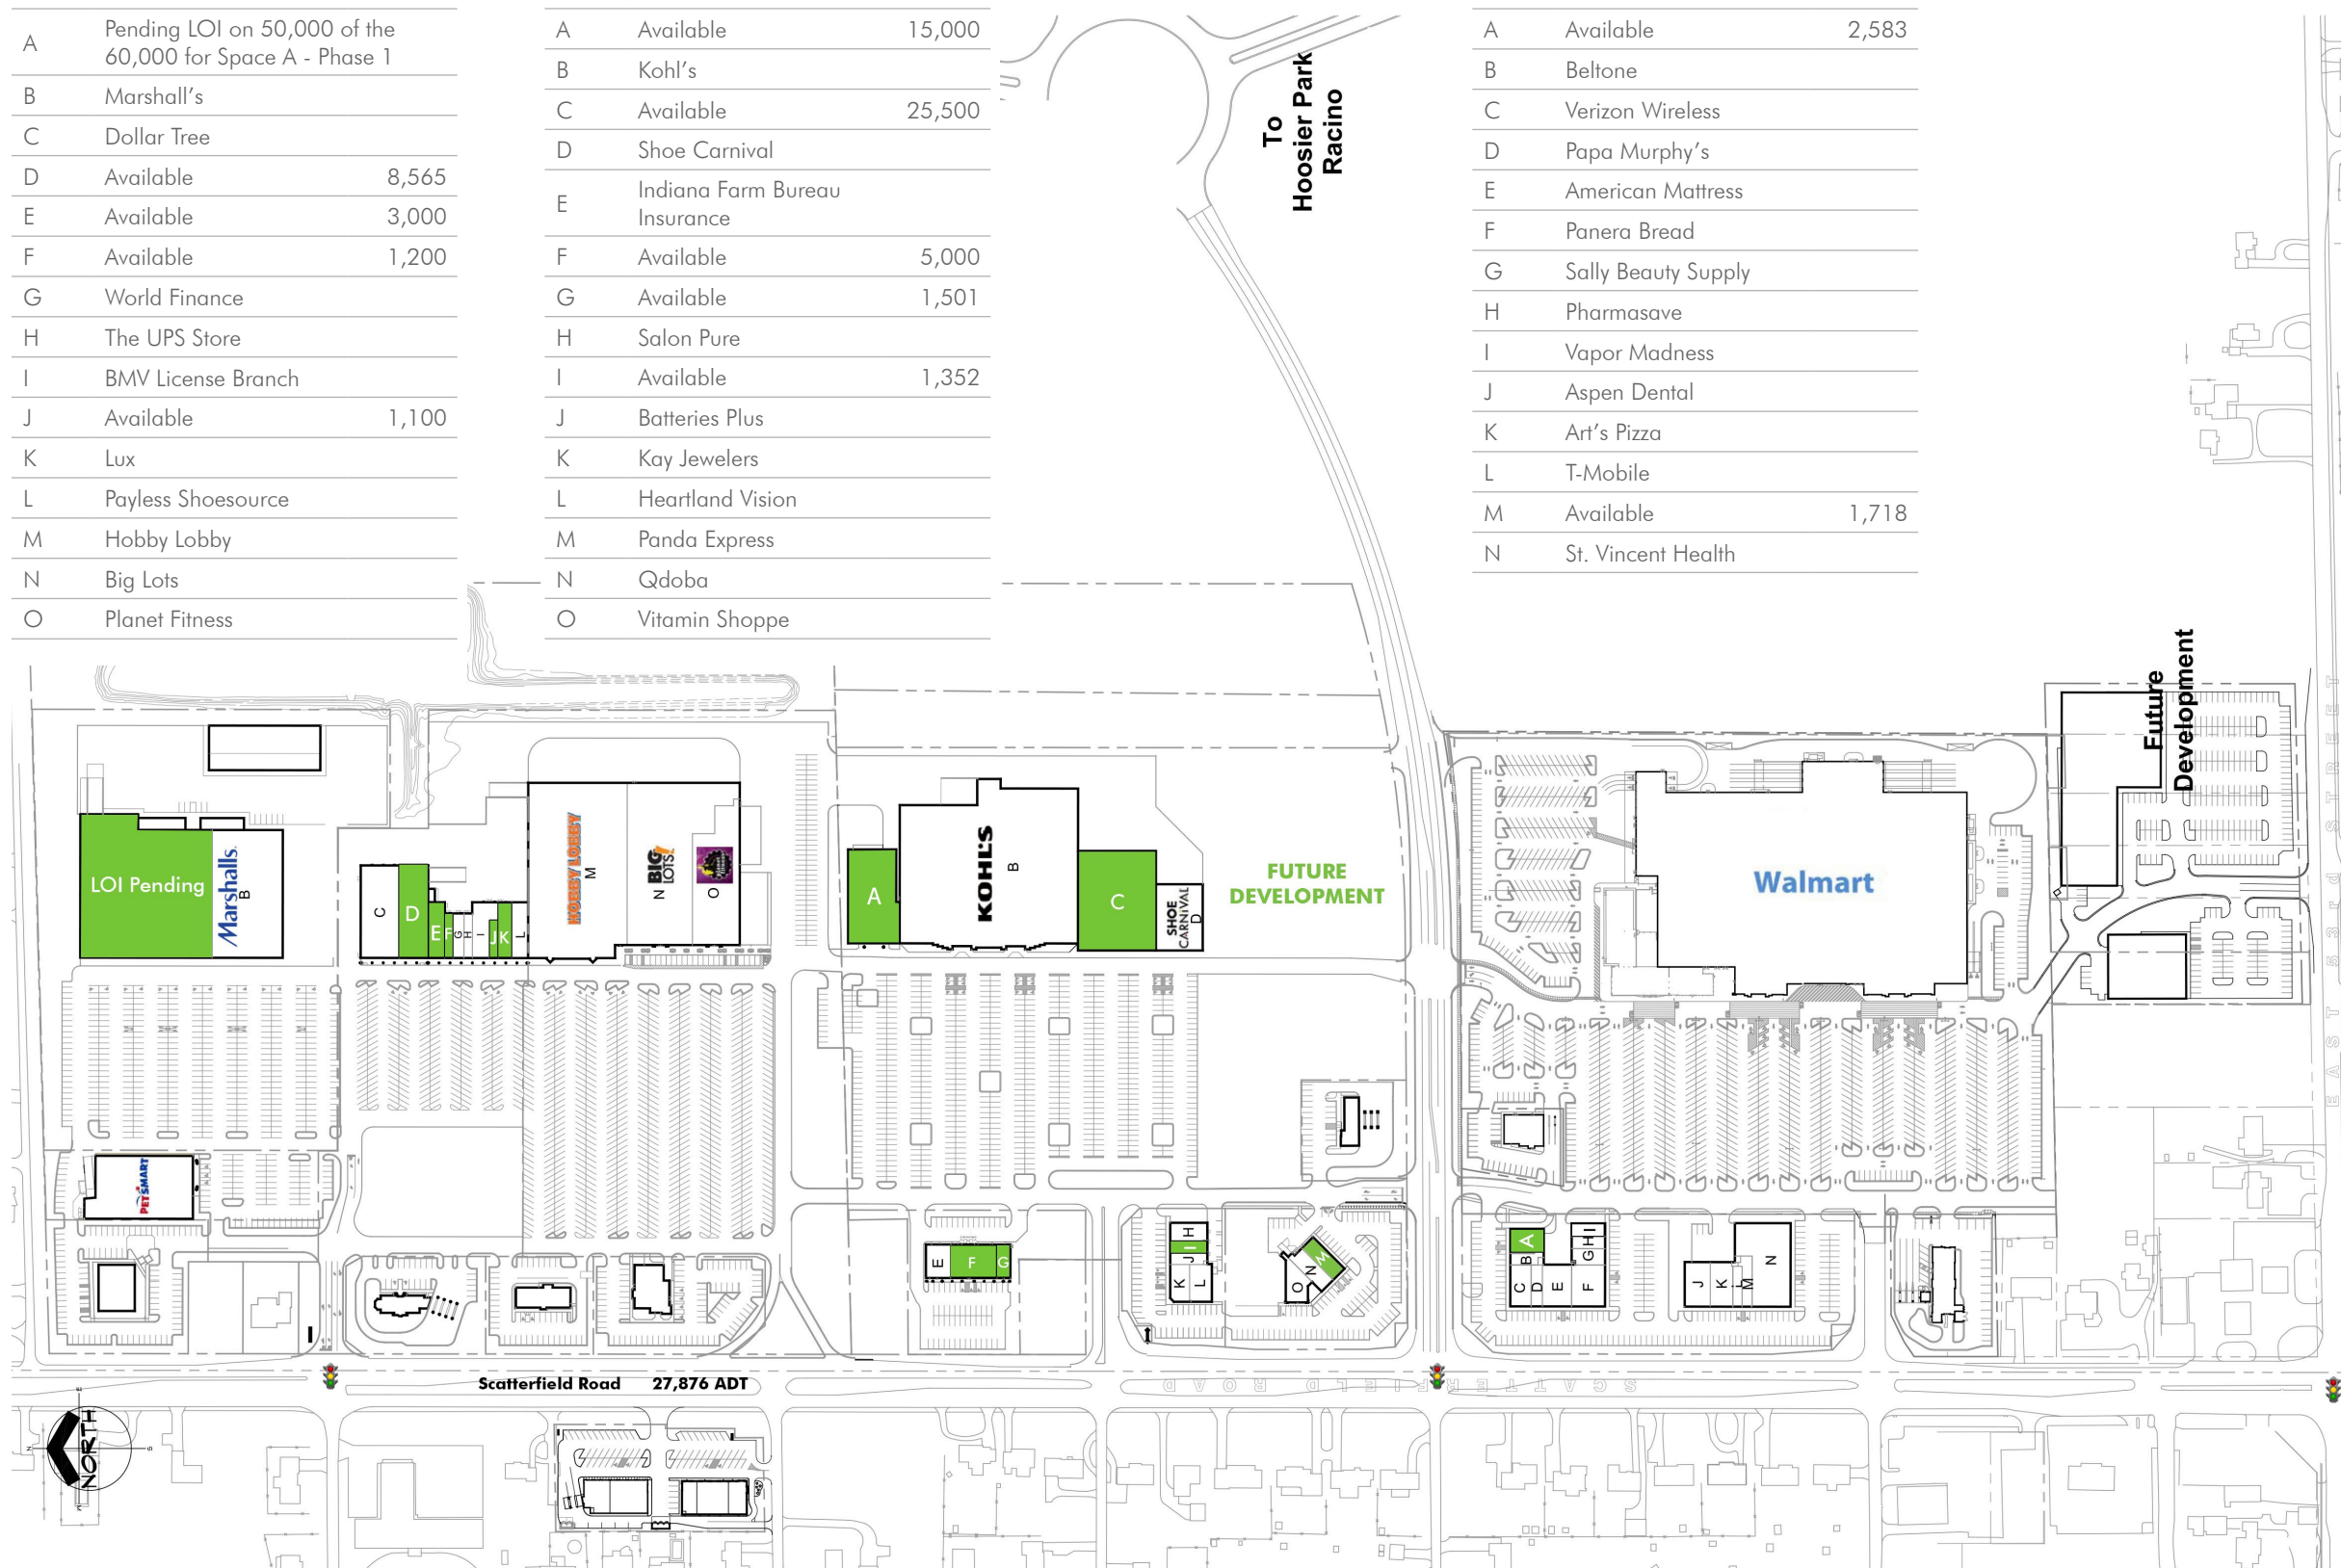 A Pending LOI on 50,000 of the
60,000 for Space A - Phase 1
B Marshall's
C Dollar Tree
D Available 8,565
E Available 3,000
F Available 1,200
G World Finance
H The UPS Store
I BMV License Branch
J Available 1,100
K Lux
L Payless Shoesource
M Hobby Lobby
N Big Lots
O Planet Fitness
A Available 15,000
B Kohl's
C Available 25,500
D Shoe Carnival
E Indiana Farm Bureau
Insurance
F Available 5,000
G Available 1,501
H Salon Pure
I Available 1,352
J Batteries Plus
K Kay Jewelers
L Heartland Vision
M Panda Express
N Qdoba
O Vitamin Shoppe
To
Hoosier Park
Racino
A Available 2,583
B Beltone
C Verizon Wireless
D Papa Murphy's
E American Mattress
F Panera Bread
G Sally Beauty Supply
H Pharmasave
I Vapor Madness
J Aspen Dental
K Art's Pizza
L T-Mobile
M Available 1,718
N St. Vincent Health
LOI Pending
Marshalls.
B
C
D
E
F
G
H
I
J
K
L
HOBBY LOBBY
M
BIG
LOTS!
N
O
A
KOHL'S
B
C
SHOE
CARNIVAL
D
FUTURE
DEVELOPMENT
Walmart
Future
Development
EAST 53rd STREET
PETSMART
E
F
G
H
I
J
K
L
M
N
O
A
B
C
D
E
F
G
H
I
J
K
L
M
N
Scatterfield Road 27,876 ADT
SCATTERFIELD ROAD
NORTH